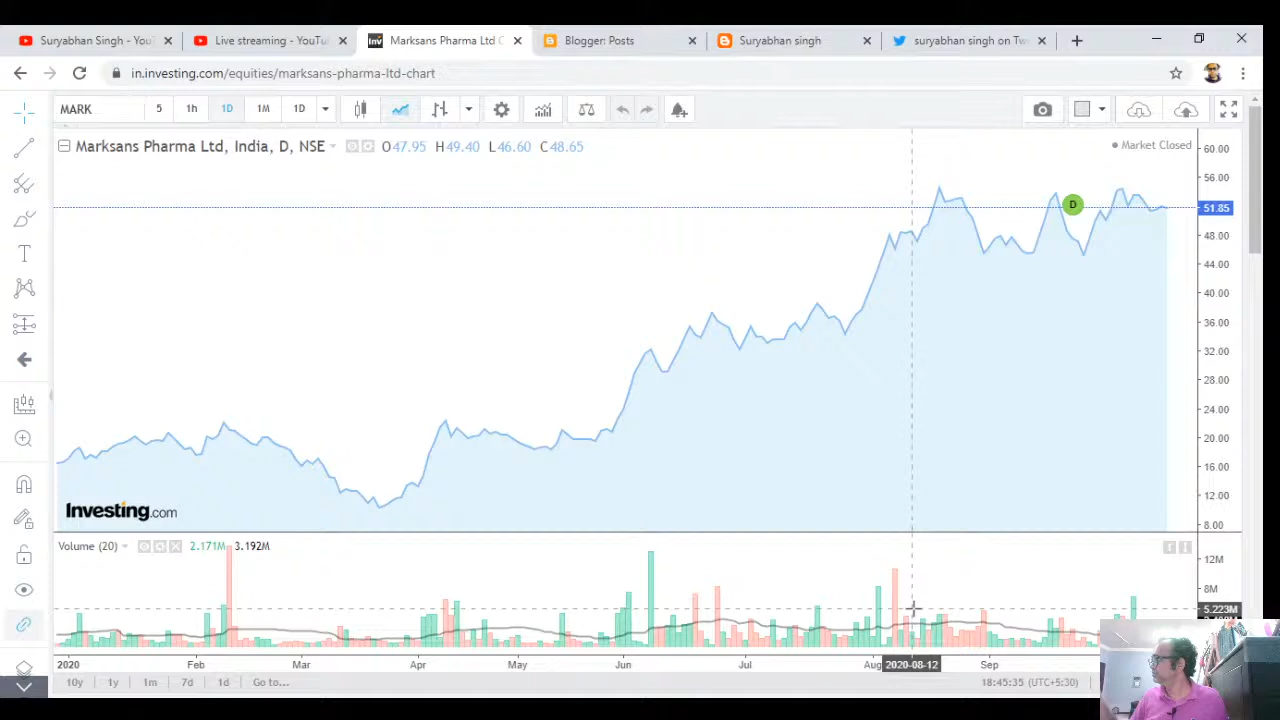 Suryabhan Singh - YouT
Live streaming - YouTu
Marksans Pharma Ltd C
Blogger: Posts
Suryabhan singh
suryabhan singh on Tw
in.investing.com/equities/marksans-pharma-ltd-chart
MARK 5 1h 1D 1M 1D
Marksans Pharma Ltd, India, D, NSE O47.95 H49.40 L46.60 C48.65
Market Closed
60.00
56.00
D
51.85
48.00
44.00
40.00
36.00
32.00
28.00
24.00
20.00
16.00
12.00
8.00
Investing.com
Volume (20) 2.171M 3.192M
12M
8M
5.223M
2020 Feb Mar Apr May Jun Jul Aug 2020-08-12 Sep
10y 1y 1m 7d 1d Go to... 18:45:35 (UTC+5:30)